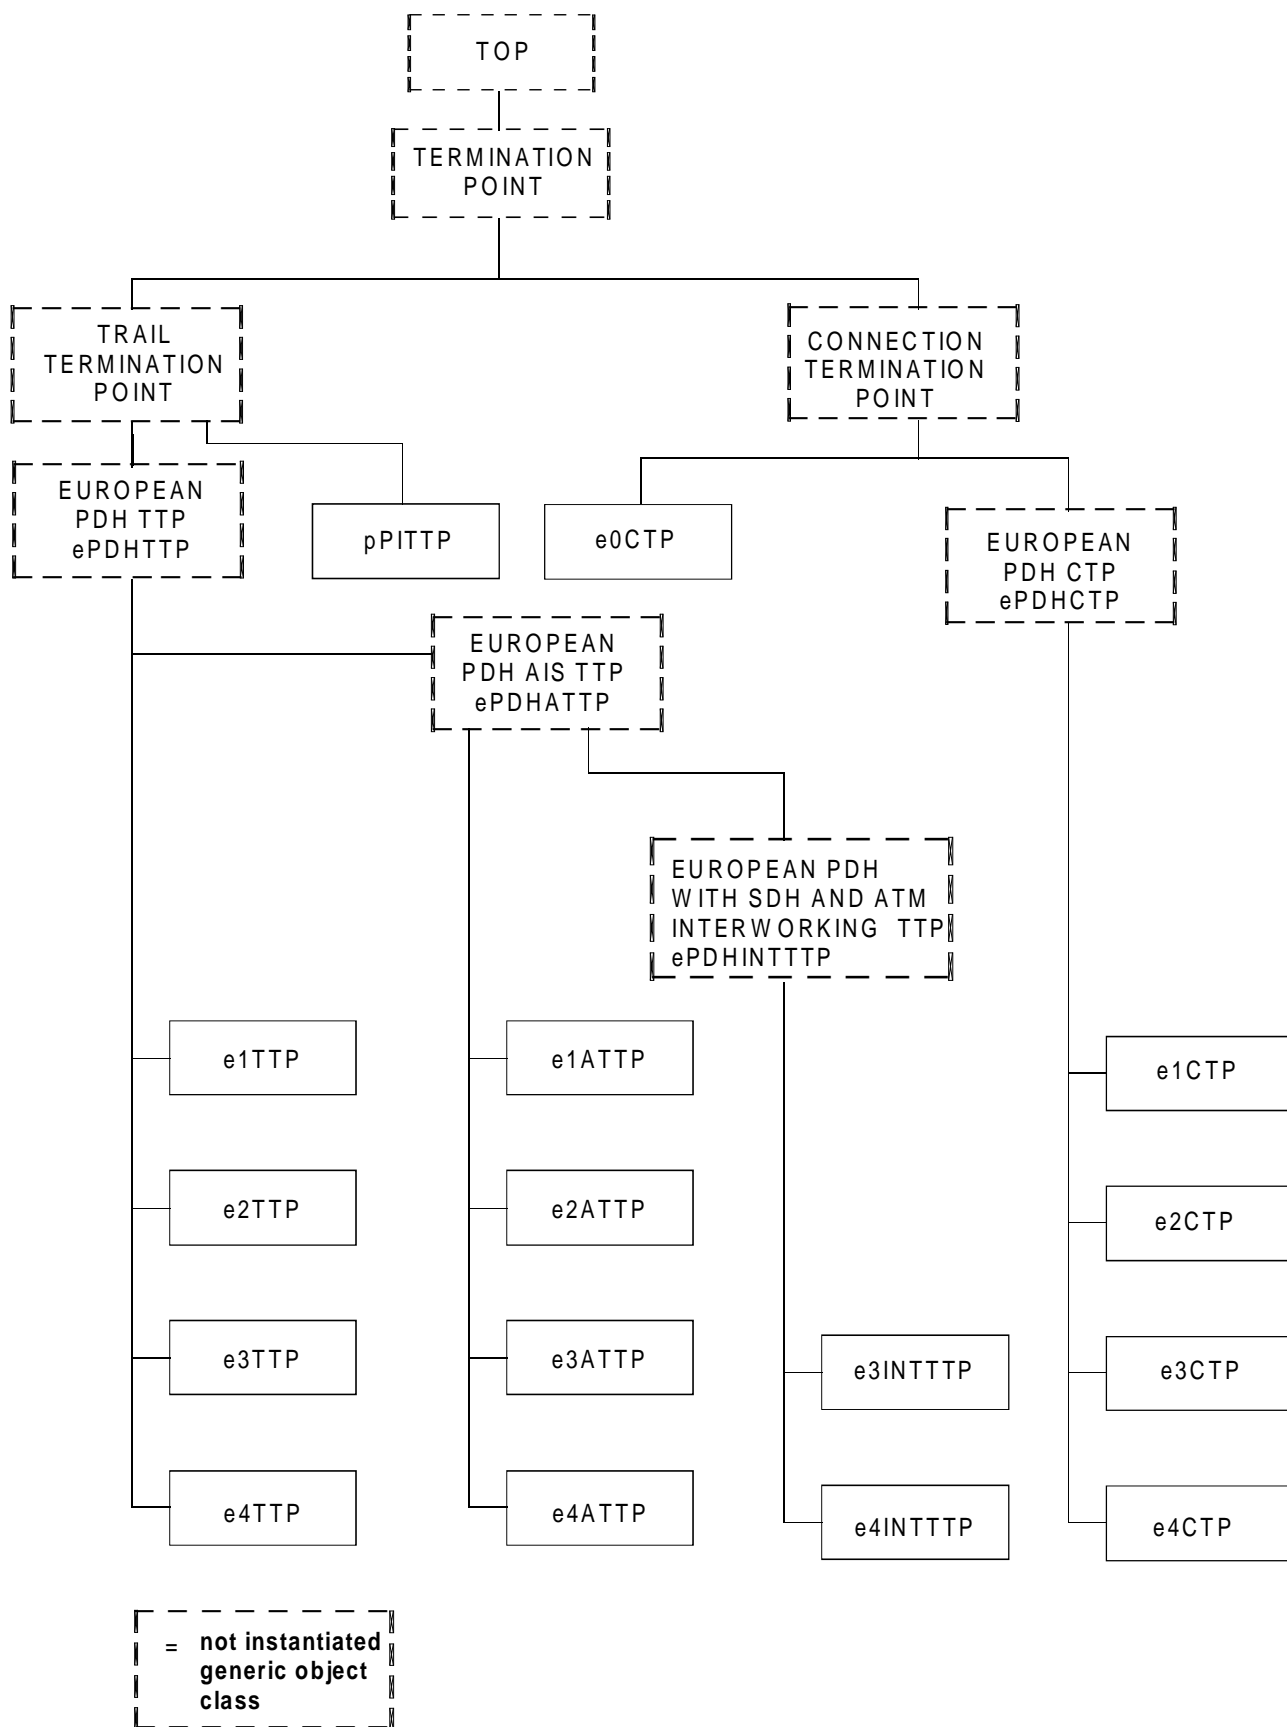 TOP
TERMINATION
POINT
TRAIL
TERMINATION
POINT
CONNECTION
TERMINATION
POINT
EUROPEAN
PDH TTP
ePDHTTP
pPITTP
e0CTP
EUROPEAN
PDH CTP
ePDHCTP
EUROPEAN
PDH AIS TTP
ePDHATTP
EUROPEAN PDH
WITH SDH AND ATM
INTERWORKING TTP
ePDHINTTTP
e1TTP
e1ATTP
e1CTP
e2TTP
e2ATTP
e2CTP
e3TTP
e3ATTP
e3INTTTP
e3CTP
e4TTP
e4ATTP
e4INTTTP
e4CTP
= not instantiated
generic object
class